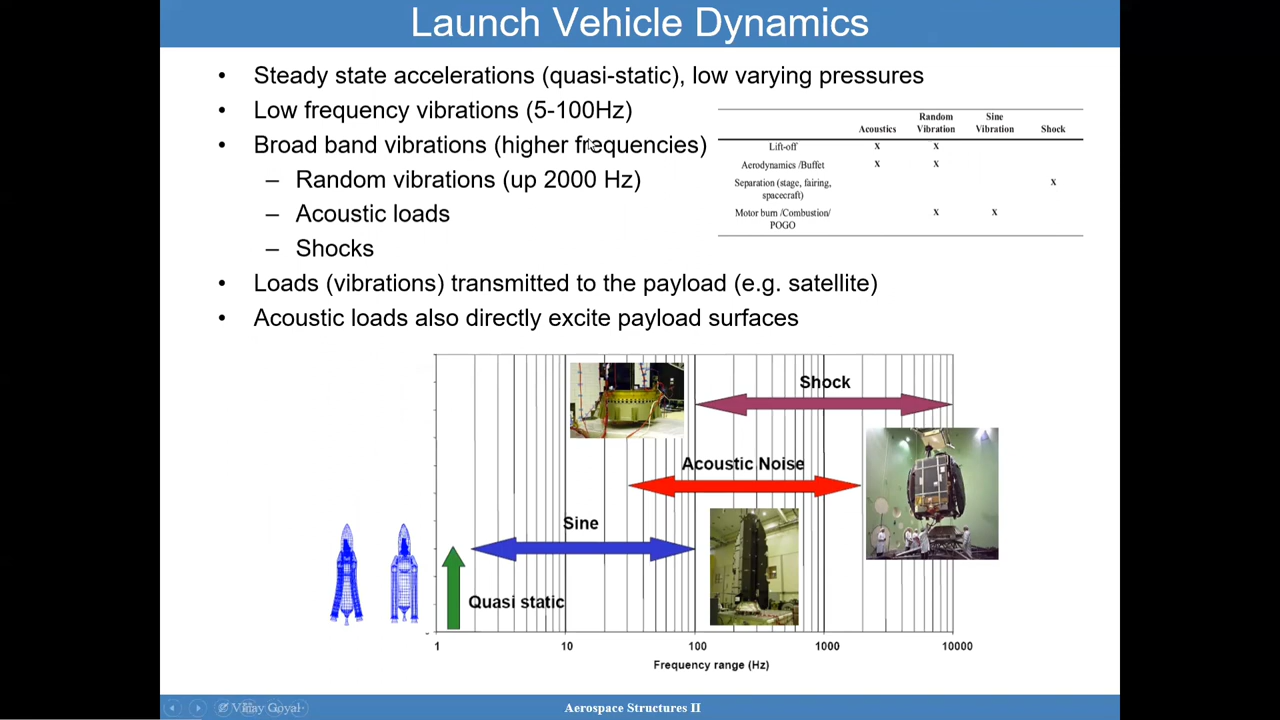 Launch Vehicle Dynamics
• Steady state accelerations (quasi-static), low varying pressures
• Low frequency vibrations (5-100Hz)
• Broad band vibrations (higher frequencies)
– Random vibrations (up 2000 Hz)
– Acoustic loads
– Shocks
• Loads (vibrations) transmitted to the payload (e.g. satellite)
• Acoustic loads also directly excite payload surfaces
Random Sine
Acoustics Vibration Vibration Shock
Lift-off X X
Aerodynamics /Buffet X X
Separation (stage, fairing, X
spacecraft)
Motor burn /Combustion/ X X
POGO
Shock
Acoustic Noise
Sine
Quasi static
1 10 100 1000 10000
Frequency range (Hz)
Vinay Goyal
Aerospace Structures II